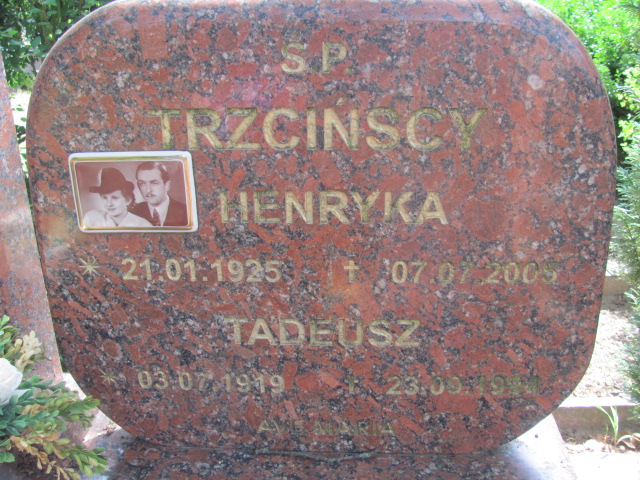 Ś.P.
TRZCIŃSCY
HENRYKA
* 21.01.1925 † 07.07.2005
TADEUSZ
* 03.07.1919 †
AVE MARIA